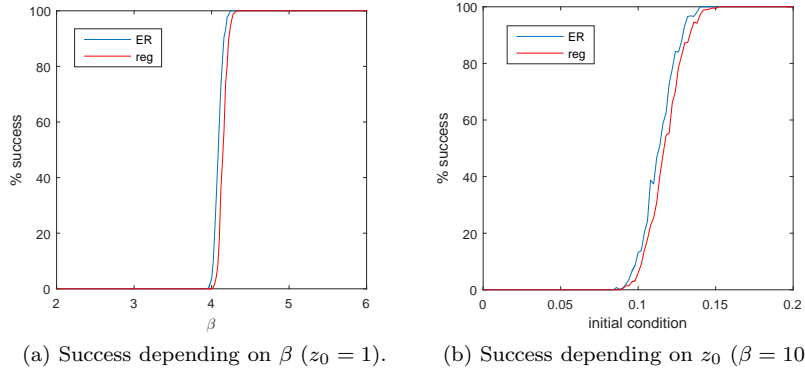 100
80
60
40
20
0
% success
ER
reg
2
3
4
5
6
β
(a) Success depending on β (z0 = 1).
100
80
60
40
20
0
% success
ER
reg
0
0.05
0.1
0.15
0.2
initial condition
(b) Success depending on z0 (β = 10